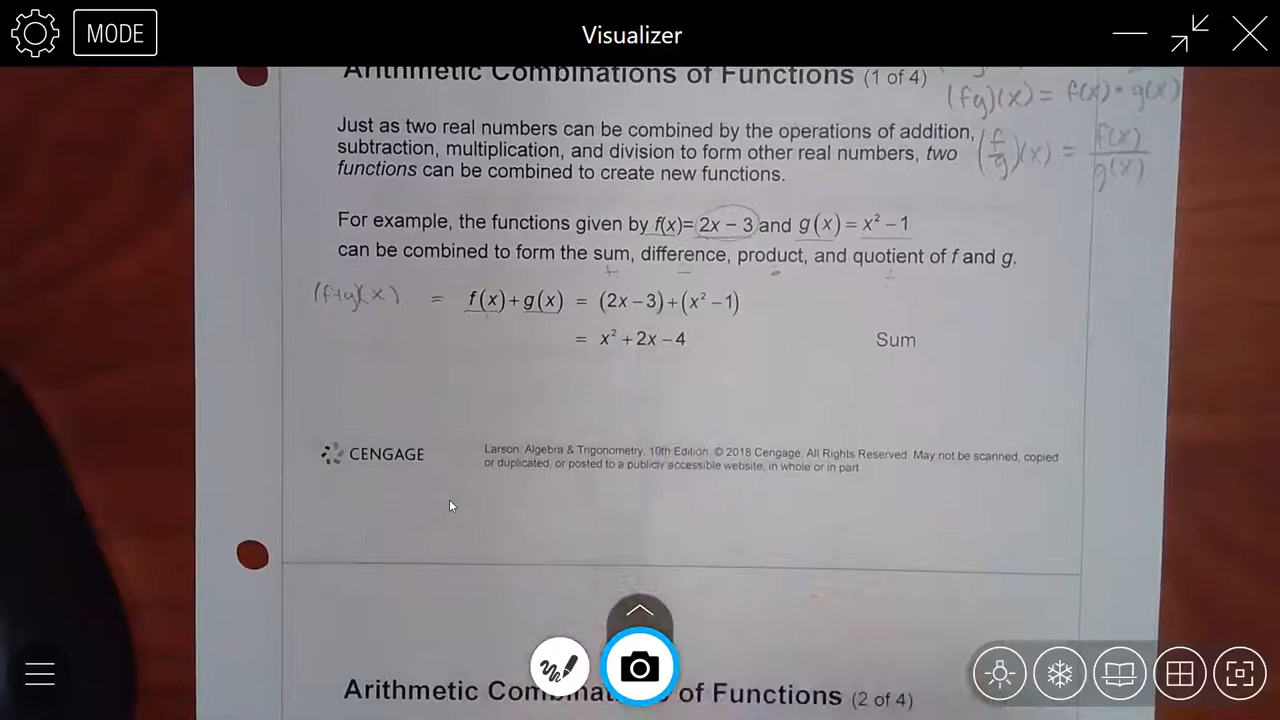 MODE
Visualizer
Arithmetic Combinations of Functions (1 of 4)
(fg)(x) = f(x) • g(x)
Just as two real numbers can be combined by the operations of addition,
subtraction, multiplication, and division to form other real numbers, two
functions can be combined to create new functions.
(f/g)(x) = f(x)/g(x)
For example, the functions given by f(x)= 2x − 3 and g(x) = x² − 1
can be combined to form the sum, difference, product, and quotient of f and g.
+ − • ÷
(f+g)(x) = f(x)+g(x) = (2x−3)+(x²−1)
= x² +2x −4 Sum
CENGAGE
Larson, Algebra & Trigonometry, 10th Edition. © 2018 Cengage. All Rights Reserved. May not be scanned, copied
or duplicated, or posted to a publicly accessible website, in whole or in part
Arithmetic Combinations of Functions (2 of 4)